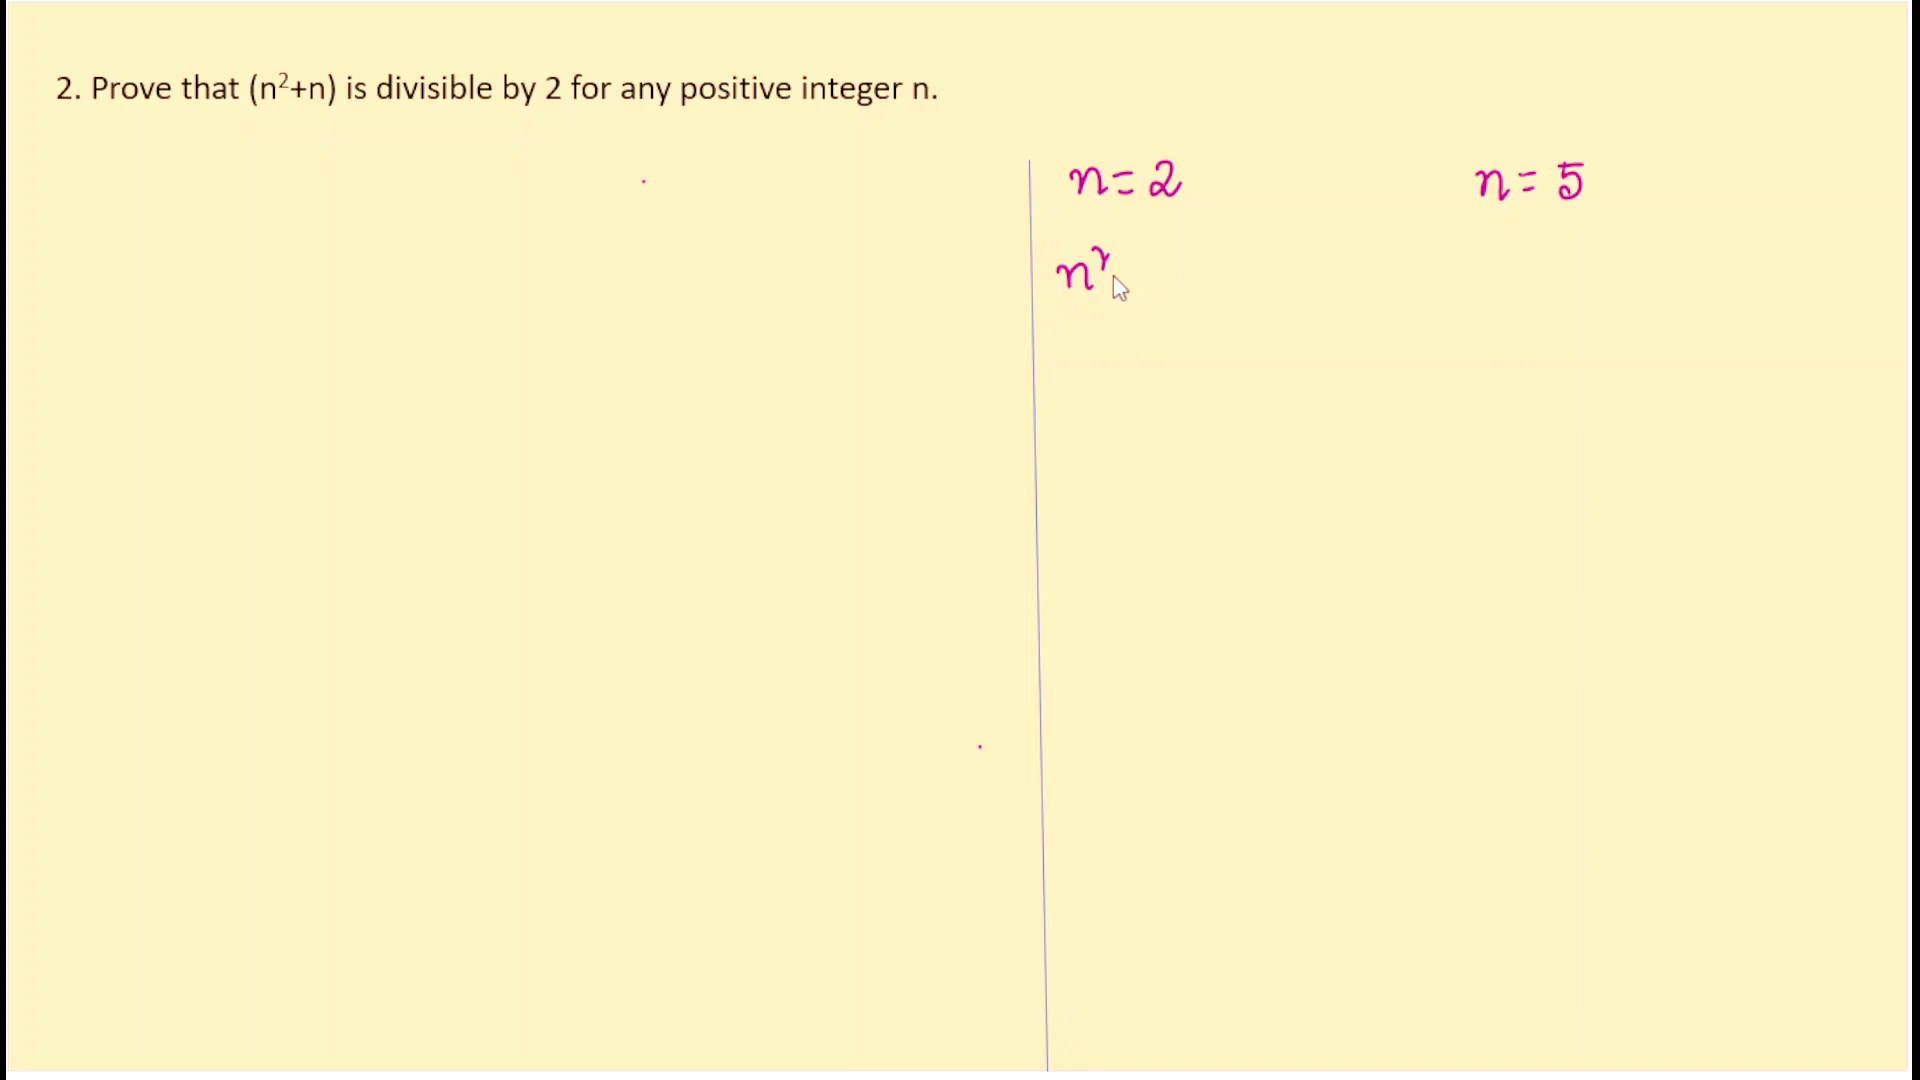 2. Prove that (n²+n) is divisible by 2 for any positive integer n.
n = 2
n = 5
n²